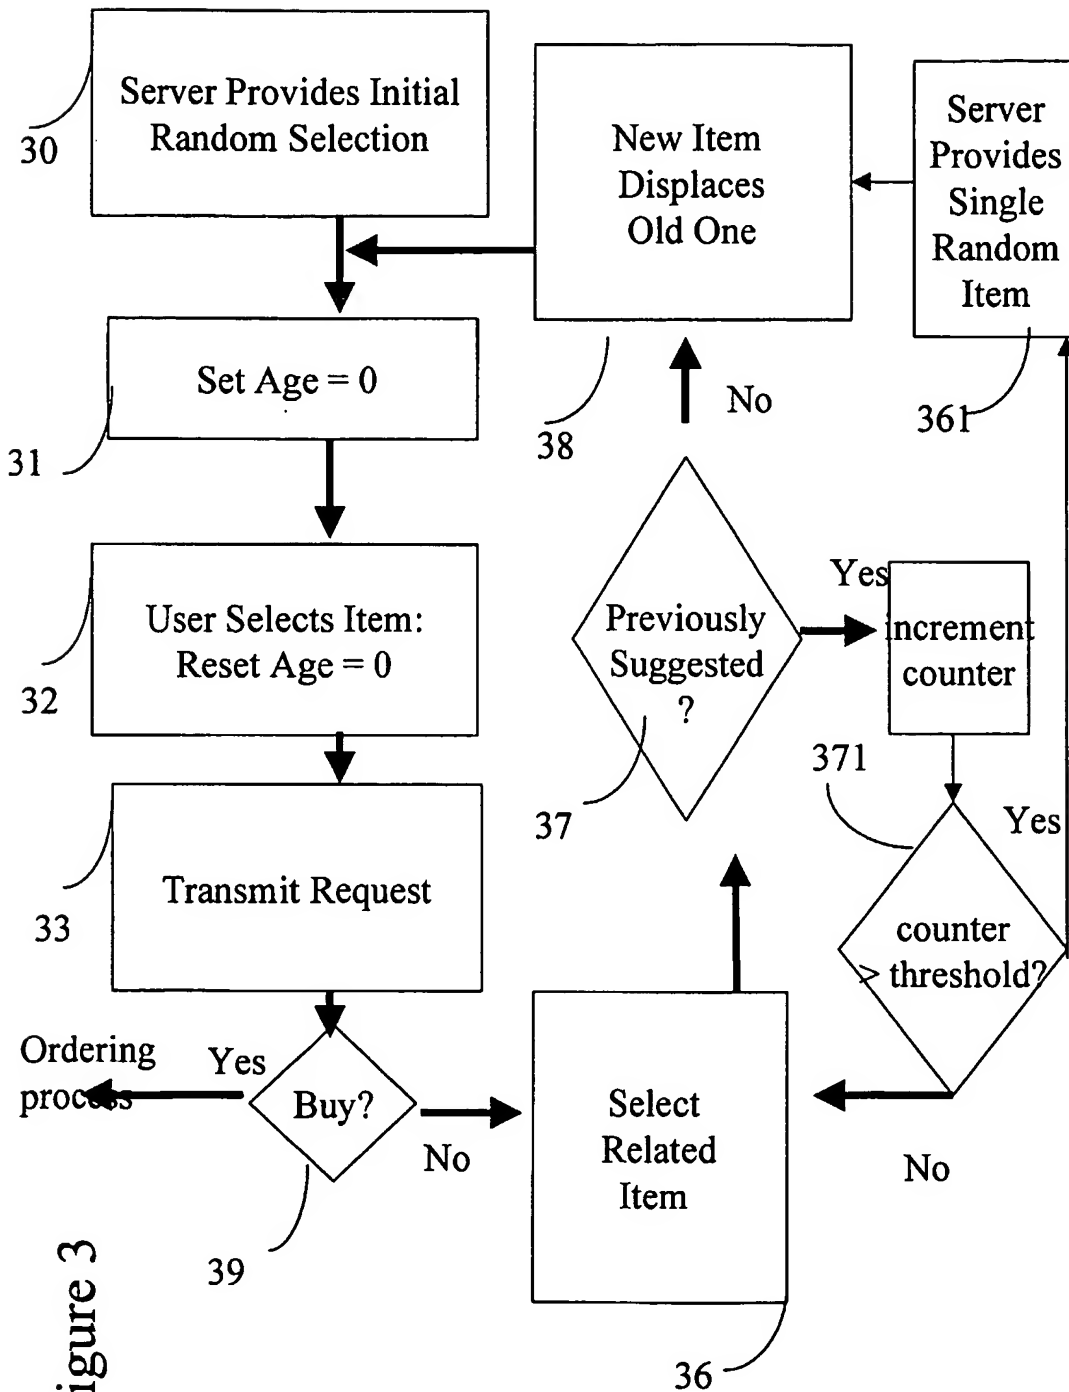 Server Provides Initial
Random Selection
30
New Item
Displaces
Old One
38
Server
Provides
Single
Random
Item
361
Set Age = 0
31
User Selects Item:
Reset Age = 0
32
Transmit Request
33
Buy?
39
Yes
Ordering
process
No
Select
Related
Item
36
Previously
Suggested
?
37
No
Yes
increment
counter
371
counter
> threshold?
Yes
No
igure 3